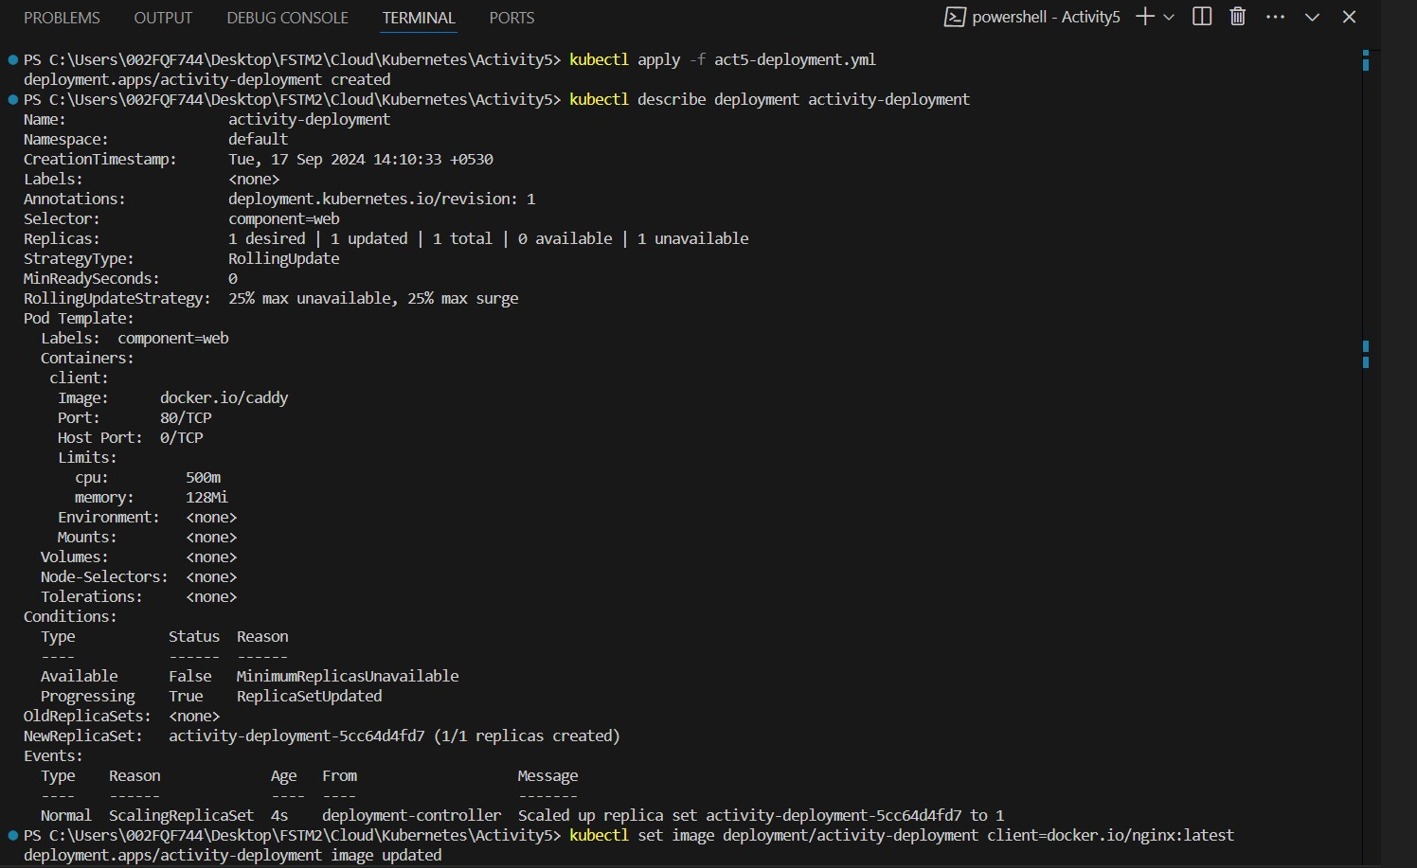 PROBLEMS OUTPUT DEBUG CONSOLE TERMINAL PORTS powershell - Activity5
PS C:\Users\002FQF744\Desktop\FSTM2\Cloud\Kubernetes\Activity5> kubectl apply -f act5-deployment.yml
deployment.apps/activity-deployment created
PS C:\Users\002FQF744\Desktop\FSTM2\Cloud\Kubernetes\Activity5> kubectl describe deployment activity-deployment
Name:                   activity-deployment
Namespace:              default
CreationTimestamp:      Tue, 17 Sep 2024 14:10:33 +0530
Labels:                 <none>
Annotations:            deployment.kubernetes.io/revision: 1
Selector:               component=web
Replicas:               1 desired | 1 updated | 1 total | 0 available | 1 unavailable
StrategyType:           RollingUpdate
MinReadySeconds:        0
RollingUpdateStrategy:  25% max unavailable, 25% max surge
Pod Template:
  Labels:  component=web
  Containers:
   client:
    Image:      docker.io/caddy
    Port:       80/TCP
    Host Port:  0/TCP
    Limits:
      cpu:         500m
      memory:      128Mi
    Environment:   <none>
    Mounts:        <none>
  Volumes:         <none>
  Node-Selectors:  <none>
  Tolerations:     <none>
Conditions:
  Type           Status  Reason
  ----           ------  ------
  Available      False   MinimumReplicasUnavailable
  Progressing    True    ReplicaSetUpdated
OldReplicaSets:  <none>
NewReplicaSet:   activity-deployment-5cc64d4fd7 (1/1 replicas created)
Events:
  Type    Reason             Age   From                   Message
  ----    ------             ----  ----                   -------
  Normal  ScalingReplicaSet  4s    deployment-controller  Scaled up replica set activity-deployment-5cc64d4fd7 to 1
PS C:\Users\002FQF744\Desktop\FSTM2\Cloud\Kubernetes\Activity5> kubectl set image deployment/activity-deployment client=docker.io/nginx:latest
deployment.apps/activity-deployment image updated